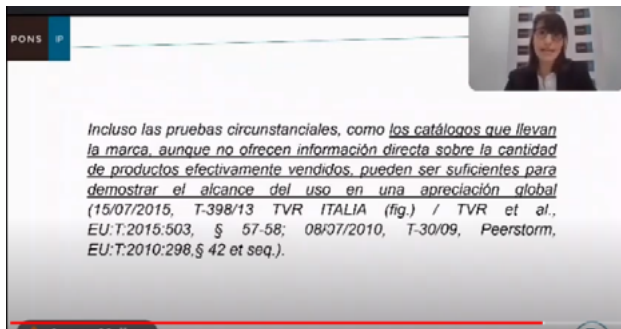 PONS IP
Incluso las pruebas circunstanciales, como los catálogos que llevan
la marca, aunque no ofrecen información directa sobre la cantidad
de productos efectivamente vendidos, pueden ser suficientes para
demostrar el alcance del uso en una apreciación global
(15/07/2015, T-398/13 TVR ITALIA (fig.) / TVR et al.,
EU:T:2015:503, § 57-58; 08/07/2010, T-30/09, Peerstorm,
EU:T:2010:298,§ 42 et seq.).